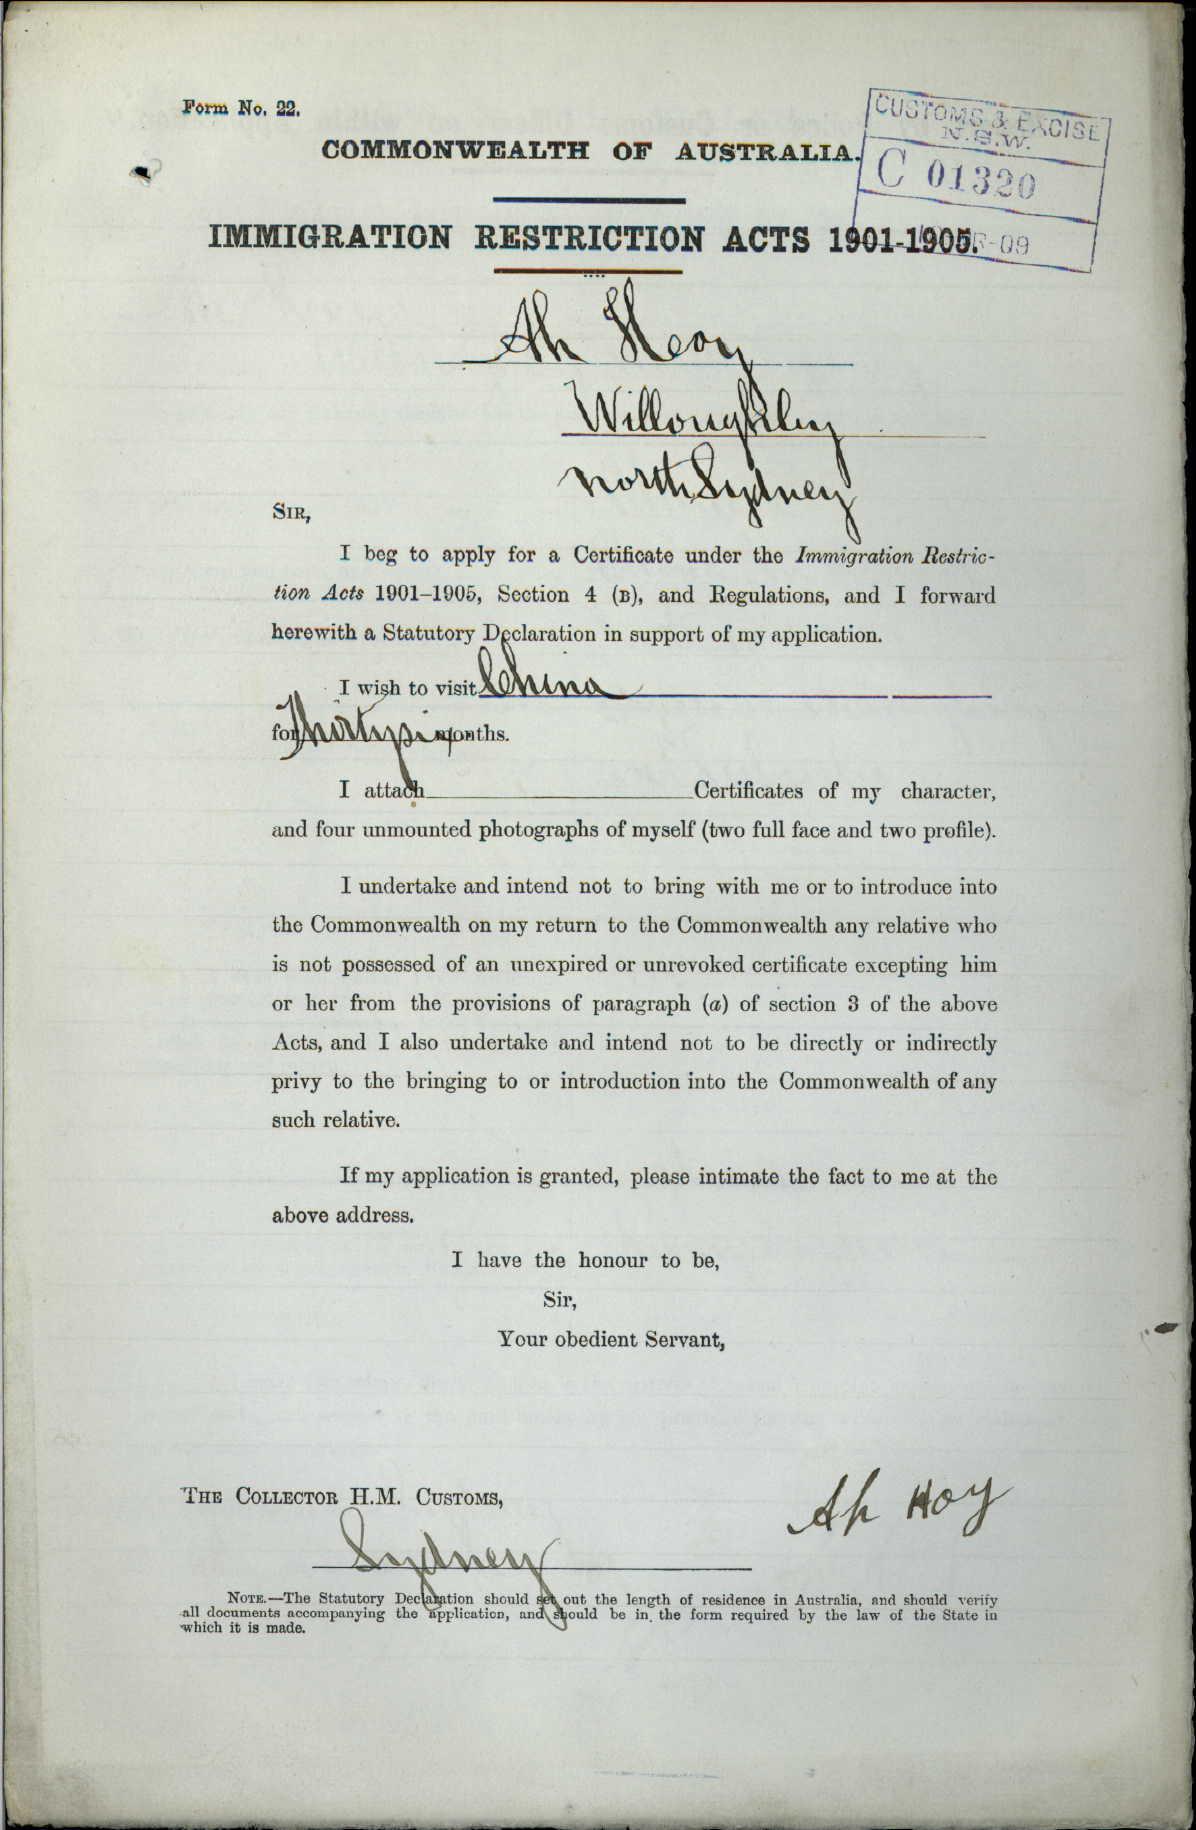 Form No. 22.
CUSTOMS & EXCISE
N.S.W.
C 01320
COMMONWEALTH OF AUSTRALIA.
IMMIGRATION RESTRICTION ACTS 1901-1905.
R-09
Ah Hoy
Willoughby
North Sydney
SIR,
I beg to apply for a Certificate under the Immigration Restric-
tion Acts 1901–1905, Section 4 (B), and Regulations, and I forward
herewith a Statutory Declaration in support of my application.
I wish to visit China
for Thirtysix months.
I attach Certificates of my character,
and four unmounted photographs of myself (two full face and two profile).
I undertake and intend not to bring with me or to introduce into
the Commonwealth on my return to the Commonwealth any relative who
is not possessed of an unexpired or unrevoked certificate excepting him
or her from the provisions of paragraph (a) of section 3 of the above
Acts, and I also undertake and intend not to be directly or indirectly
privy to the bringing to or introduction into the Commonwealth of any
such relative.
If my application is granted, please intimate the fact to me at the
above address.
I have the honour to be,
Sir,
Your obedient Servant,
THE COLLECTOR H.M. CUSTOMS,
Ah Hoy
Sydney
NOTE.—The Statutory Declaration should set out the length of residence in Australia, and should verify
all documents accompanying the application, and should be in the form required by the law of the State in
which it is made.